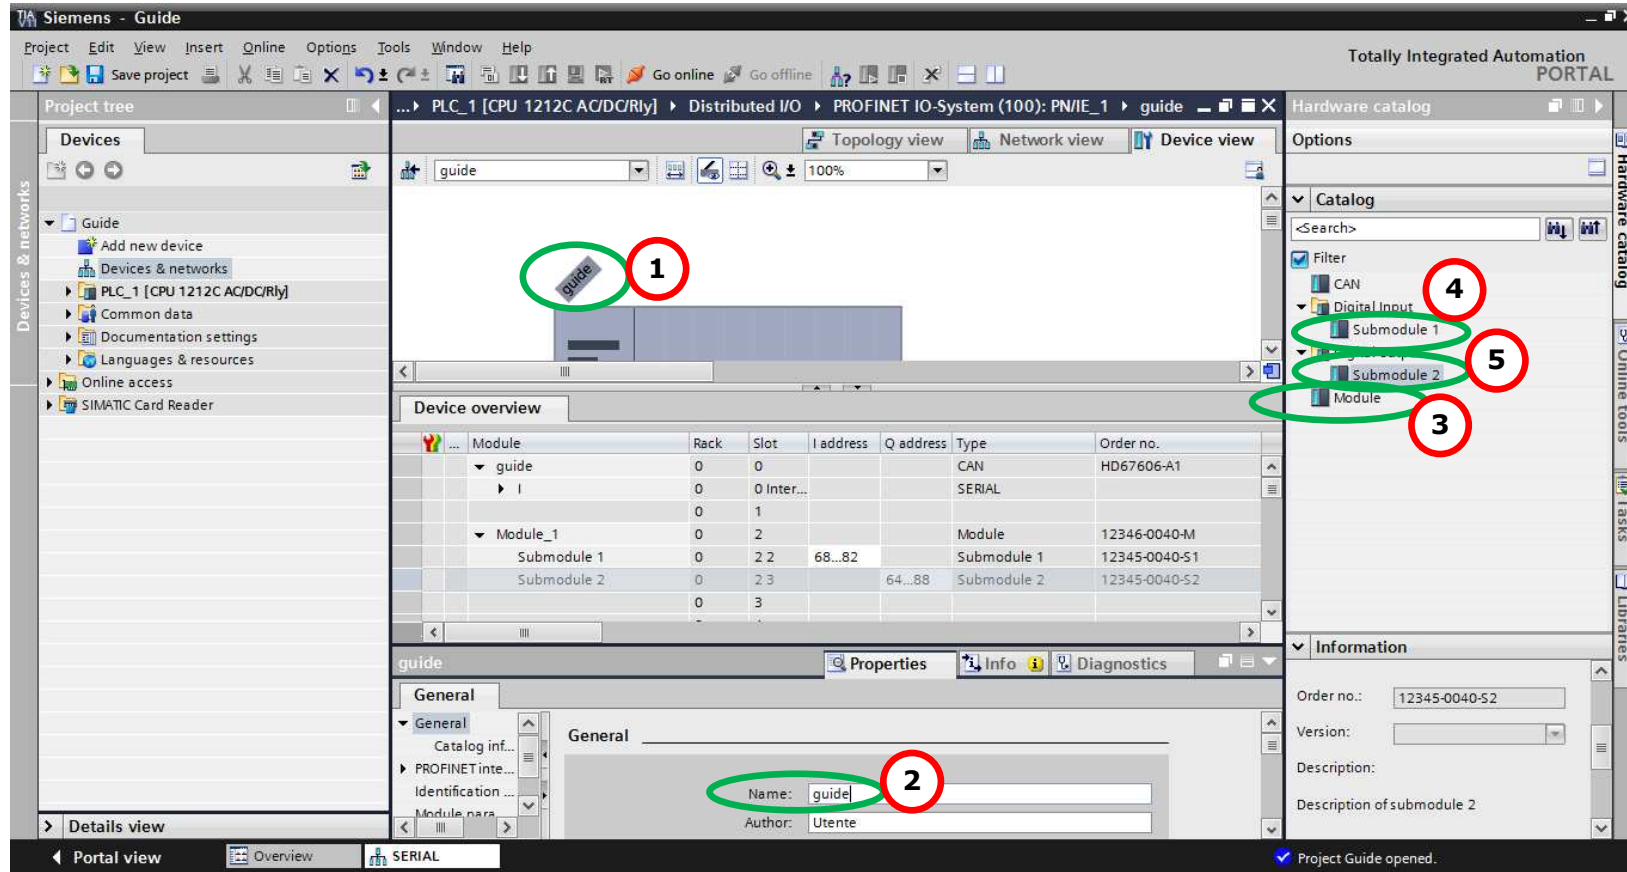 Siemens - Guide
Project Edit View Insert Online Options Tools Window Help
Save project Go online Go offline
Totally Integrated Automation
PORTAL
Project tree
...▸ PLC_1 [CPU 1212C AC/DC/Rly] ▸ Distributed I/O ▸ PROFINET IO-System (100): PN/IE_1 ▸ guide
Hardware catalog
Devices
Topology view Network view Device view
Options
guide 100%
Devices & networks
Guide
Add new device
Devices & networks
PLC_1 [CPU 1212C AC/DC/Rly]
Common data
Documentation settings
Languages & resources
Online access
SIMATIC Card Reader
guide
1
Catalog
<Search>
Filter
CAN
4
Digital Input
Submodule 1
5
Submodule 2
Module
3
Hardware catalog
Online tools
Tasks
Libraries
Device overview
... Module Rack Slot I address Q address Type Order no.
guide 0 0 CAN HD67606-A1
I 0 0 Inter... SERIAL
0 1
Module_1 0 2 Module 12346-0040-M
Submodule 1 0 2 2 68...82 Submodule 1 12345-0040-S1
Submodule 2 0 2 3 64...88 Submodule 2 12345-0040-S2
0 3
guide
Properties Info Diagnostics
General
General
Catalog inf...
PROFINET inte...
Identification ...
Module para...
General
2
Name: guide
Author: Utente
Information
Order no.: 12345-0040-S2
Version:
Description:
Description of submodule 2
Details view
Portal view Overview SERIAL
Project Guide opened.